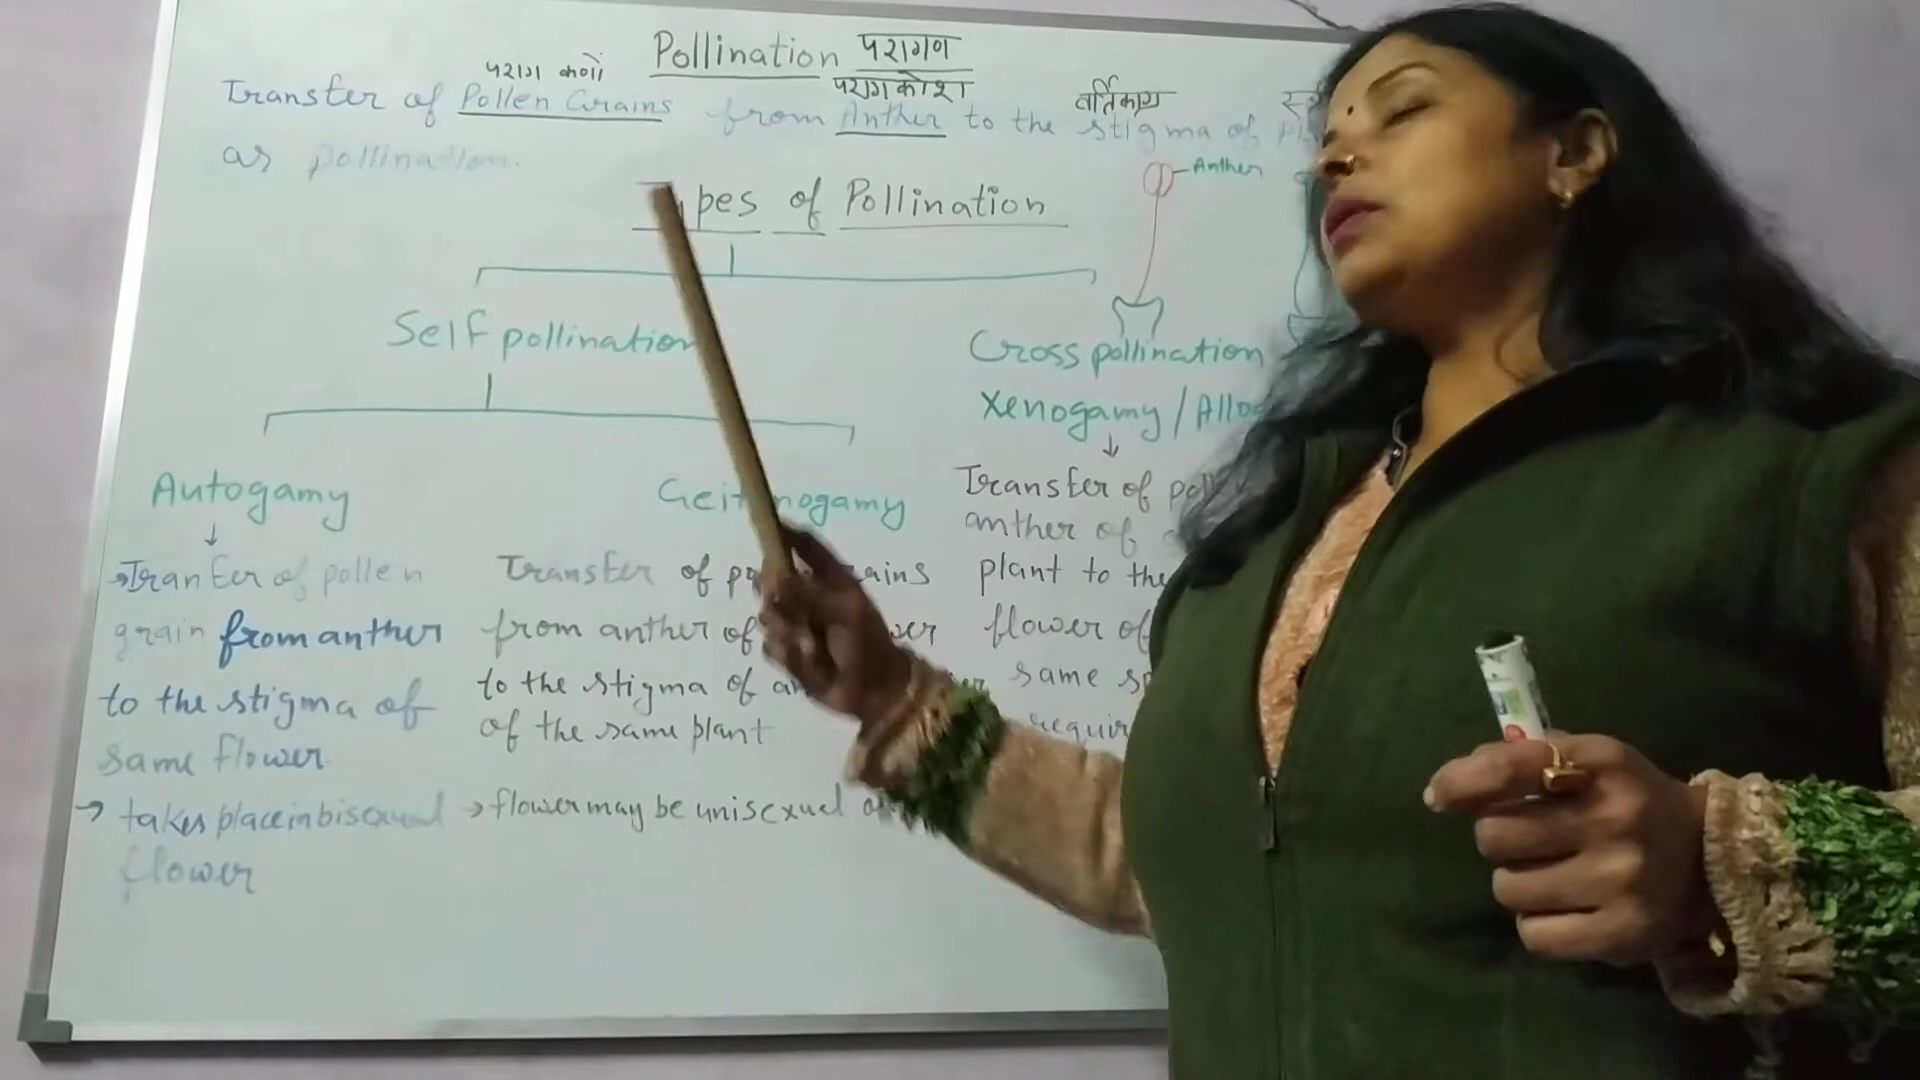 Pollination परागण
पराग कणों
परागकोश
वर्तिकाग्र
Transfer of Pollen Grains from Anther to the stigma of
as pollination.
Anther
Types of Pollination
Self pollination
Cross pollination
Xenogamy /
Autogamy
Geitonogamy
Tranfer of pollen
grain from anther
to the stigma of
same flower
→ takes place in bisexual
flower
Transfer of
from anther of
to the stigma of
of the same plant
→ flower may be unisexual
Transfer of
anther of
plant to the
flower of
same